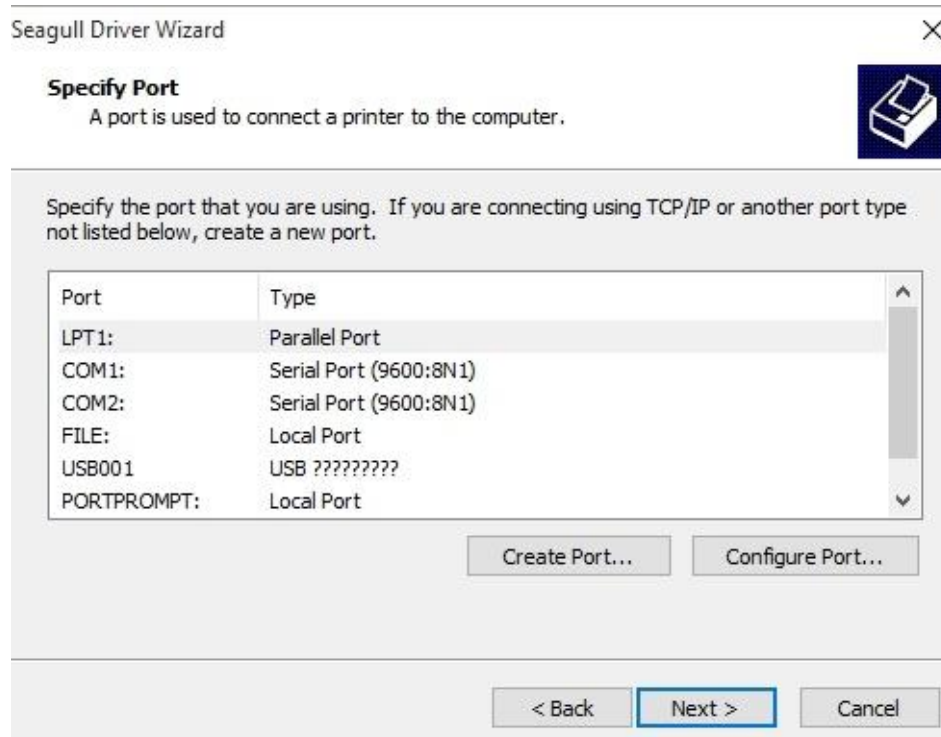 Seagull Driver Wizard
Specify Port
A port is used to connect a printer to the computer.
Specify the port that you are using. If you are connecting using TCP/IP or another port type
not listed below, create a new port.
Port Type
LPT1: Parallel Port
COM1: Serial Port (9600:8N1)
COM2: Serial Port (9600:8N1)
FILE: Local Port
USB001 USB ?????????
PORTPROMPT: Local Port
Create Port... Configure Port...
< Back Next > Cancel